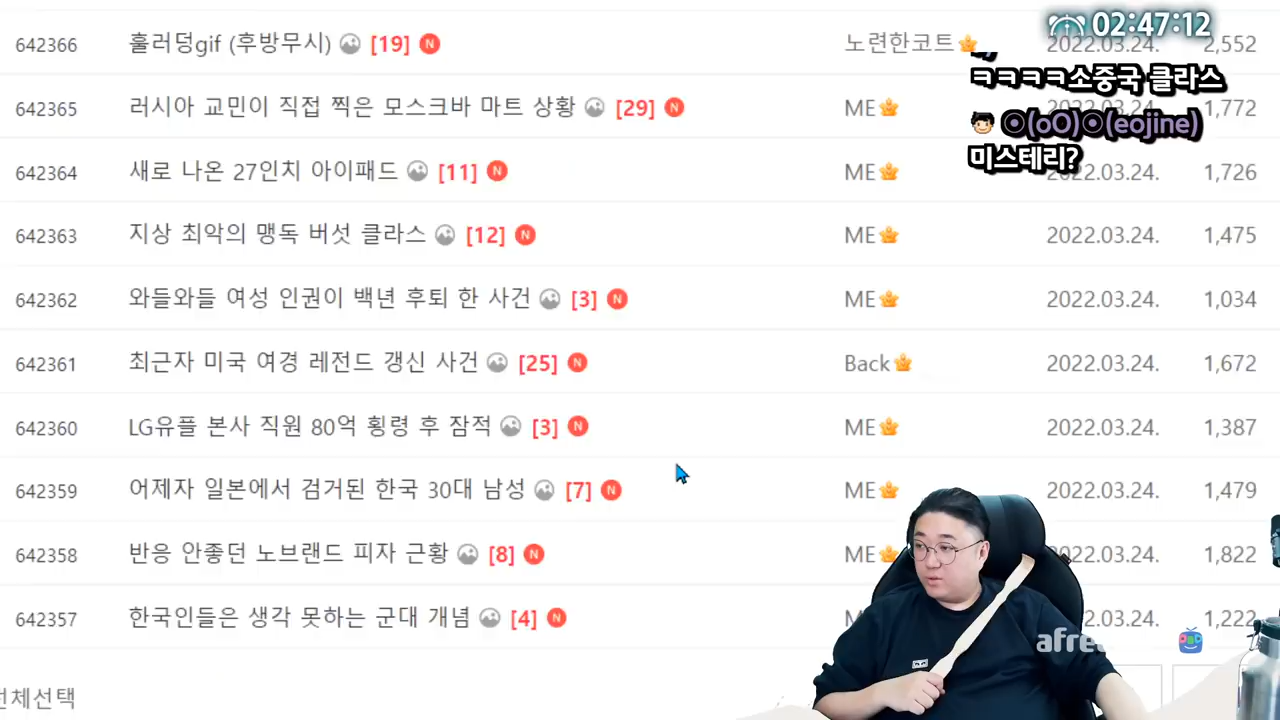 02:47:12
642366 훌러덩gif (후방무시) [19] N 노련한코트 2022.03.24. 2,552
ㅋㅋㅋㅋ소중국 클라스
642365 러시아 교민이 직접 찍은 모스크바 마트 상황 [29] N ME 1,772
ʘ(oO)ʘ(eojine)
미스테리?
642364 새로 나온 27인치 아이패드 [11] N ME 2022.03.24. 1,726
642363 지상 최악의 맹독 버섯 클라스 [12] N ME 2022.03.24. 1,475
642362 와들와들 여성 인권이 백년 후퇴 한 사건 [3] N ME 2022.03.24. 1,034
642361 최근자 미국 여경 레전드 갱신 사건 [25] N Back 2022.03.24. 1,672
642360 LG유플 본사 직원 80억 횡령 후 잠적 [3] N ME 2022.03.24. 1,387
642359 어제자 일본에서 검거된 한국 30대 남성 [7] N ME 2022.03.24. 1,479
642358 반응 안좋던 노브랜드 피자 근황 [8] N ME 1,822
642357 한국인들은 생각 못하는 군대 개념 [4] N 1,222
전체선택